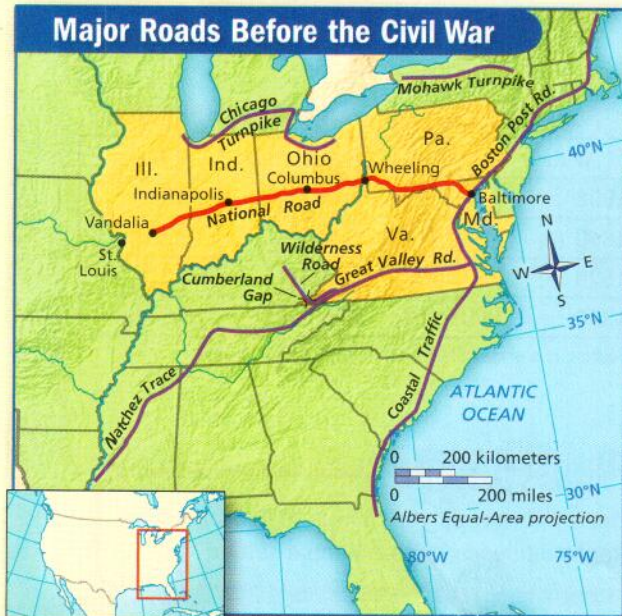 Major Roads Before the Civil War
Mohawk Turnpike
Chicago
Turnpike
Boston Post Rd.
40°N
Pa.
Ill.
Ind.
Ohio
Columbus
Wheeling
Indianapolis
Baltimore
National Road
Vandalia
Md.
St.
Louis
Va.
Wilderness
Road
Great Valley Rd.
Cumberland
Gap
N
W
E
S
35°N
Natchez Trace
Coastal Traffic
ATLANTIC
OCEAN
0 200 kilometers
0 200 miles
30°N
Albers Equal-Area projection
80°W
75°W